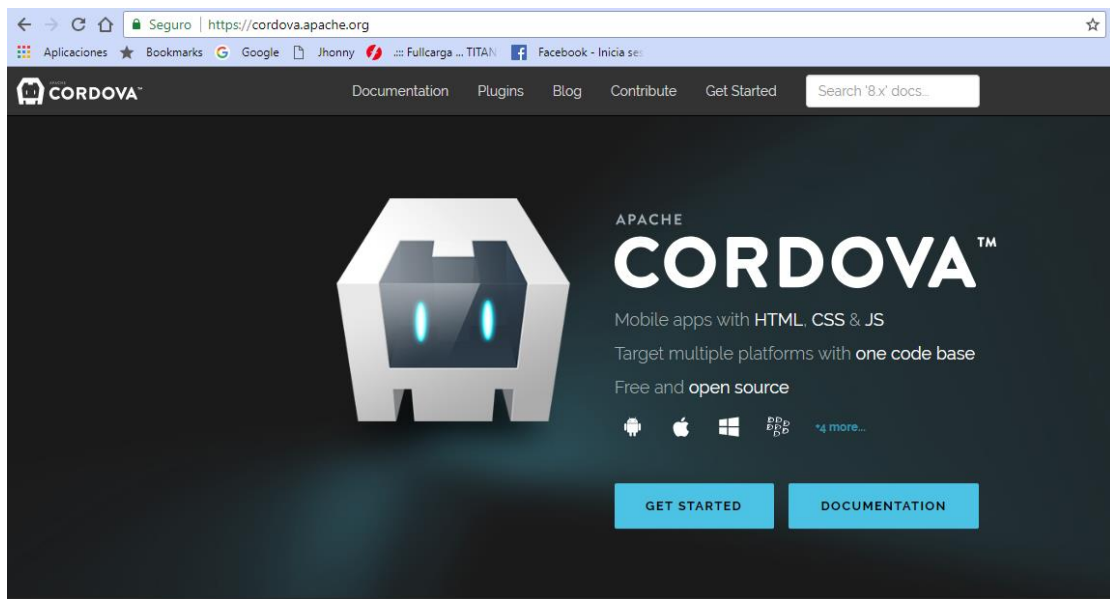 Seguro | https://cordova.apache.org
Aplicaciones Bookmarks Google Jhonny .::: Fullcarga ... TITAN Facebook - Inicia ses
APACHE
CORDOVA™ Documentation Plugins Blog Contribute Get Started Search '8.x' docs...
APACHE
CORDOVA™
Mobile apps with HTML, CSS & JS
Target multiple platforms with one code base
Free and open source
+4 more...
GET STARTED DOCUMENTATION